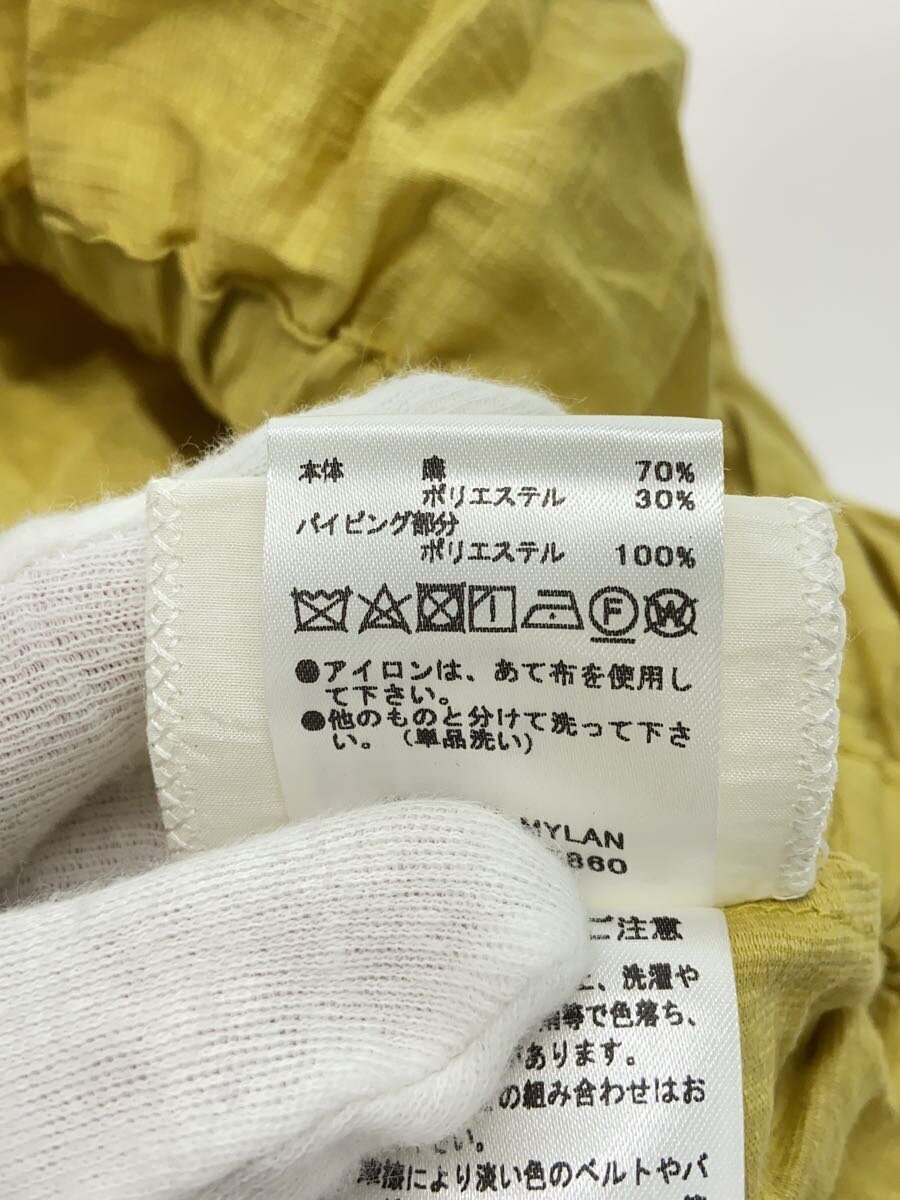 本体 麻 70%
ポリエステル 30%
パイピング部分
ポリエステル 100%
F W
●アイロンは、あて布を使用し
て下さい。
●他のものと分けて洗って下さ
い。(単品洗い)
MYLAN
860
ご注意
、洗濯や
等で色落ち、
があります。
の組み合わせはお
さい。
摩擦により淡い色のベルトやバ